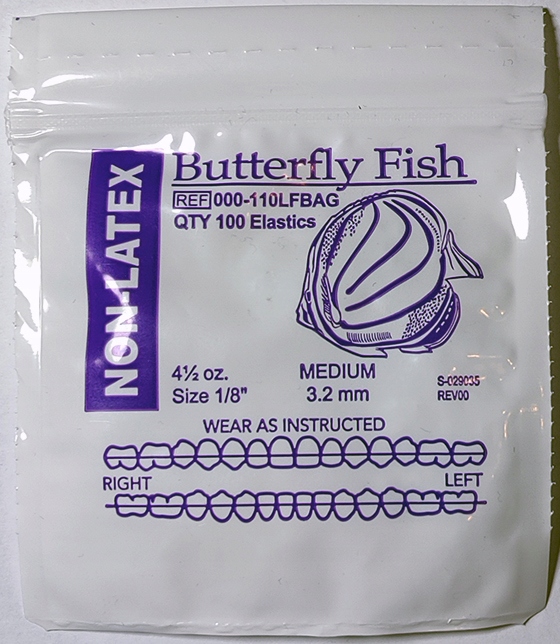 Butterfly Fish
REF 000-110LFBAG
QTY 100 Elastics
NON-LATEX
4½ oz.
Size 1/8"
MEDIUM
3.2 mm
S-029035
REV00
WEAR AS INSTRUCTED
RIGHT
LEFT